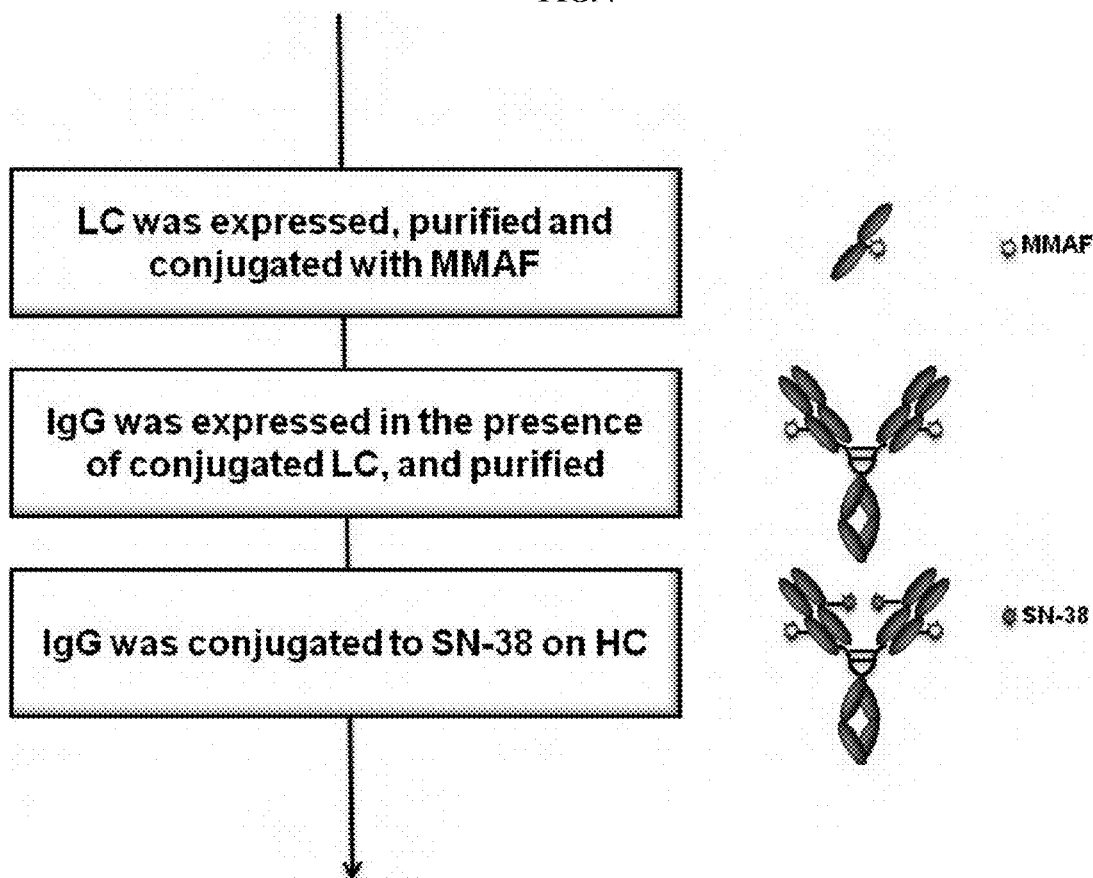 LC was expressed, purified and
conjugated with MMAF
MMAF
IgG was expressed in the presence
of conjugated LC, and purified
IgG was conjugated to SN-38 on HC
SN-38